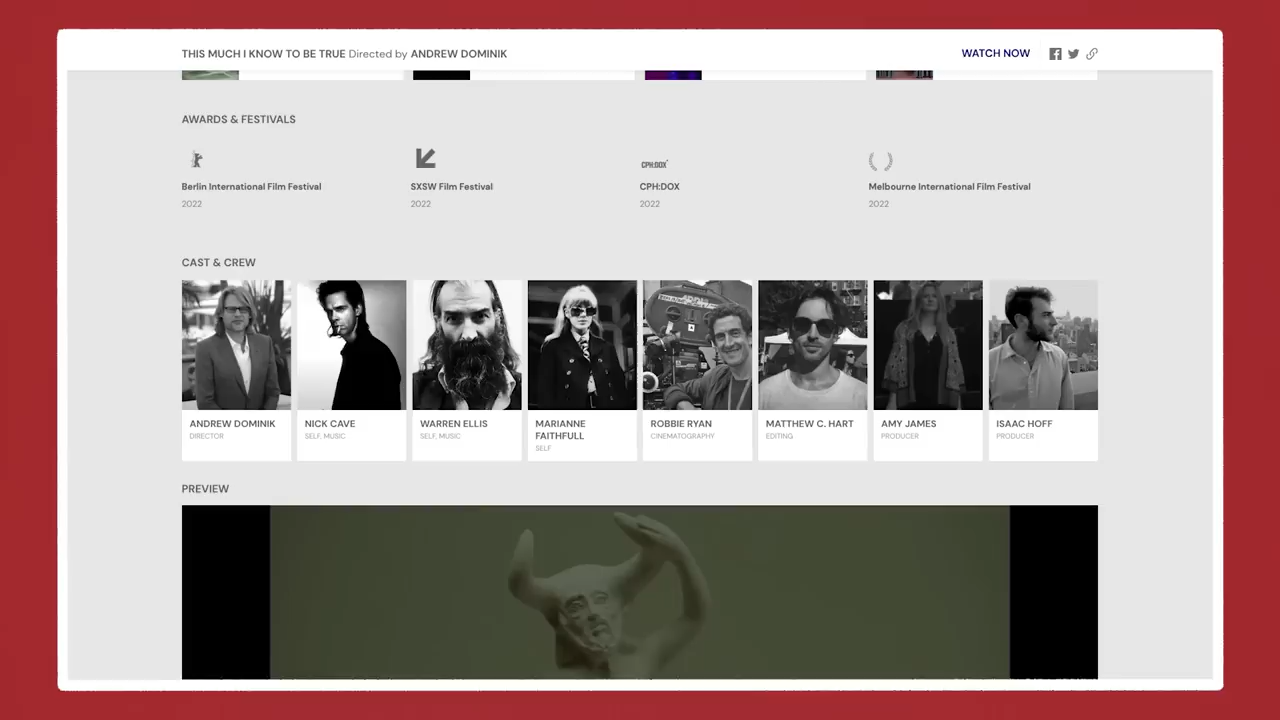 THIS MUCH I KNOW TO BE TRUE Directed by ANDREW DOMINIK
WATCH NOW
AWARDS & FESTIVALS
CPH:DOX
Berlin International Film Festival
SXSW Film Festival
CPH:DOX
Melbourne International Film Festival
2022
2022
2022
2022
CAST & CREW
ANDREW DOMINIK
DIRECTOR
NICK CAVE
SELF, MUSIC
WARREN ELLIS
SELF, MUSIC
MARIANNE
FAITHFULL
SELF
ROBBIE RYAN
CINEMATOGRAPHY
MATTHEW C. HART
EDITING
AMY JAMES
PRODUCER
ISAAC HOFF
PRODUCER
PREVIEW